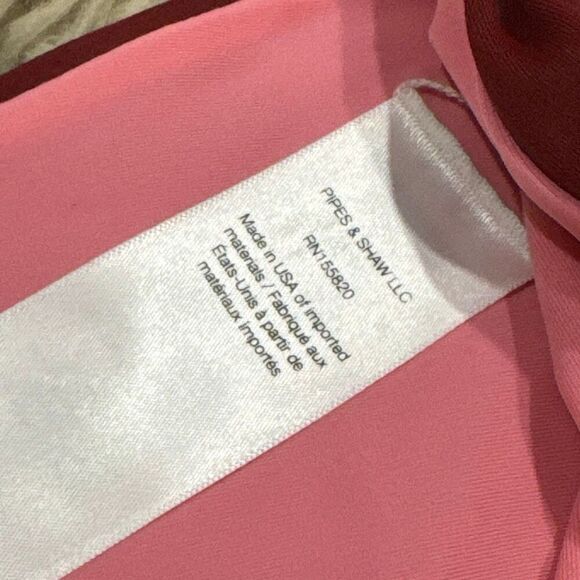 PIPES & SHAW LLC
RN155820
Made in USA of imported
materials / Fabriqué aux
États-Unis à partir de
matériaux importés